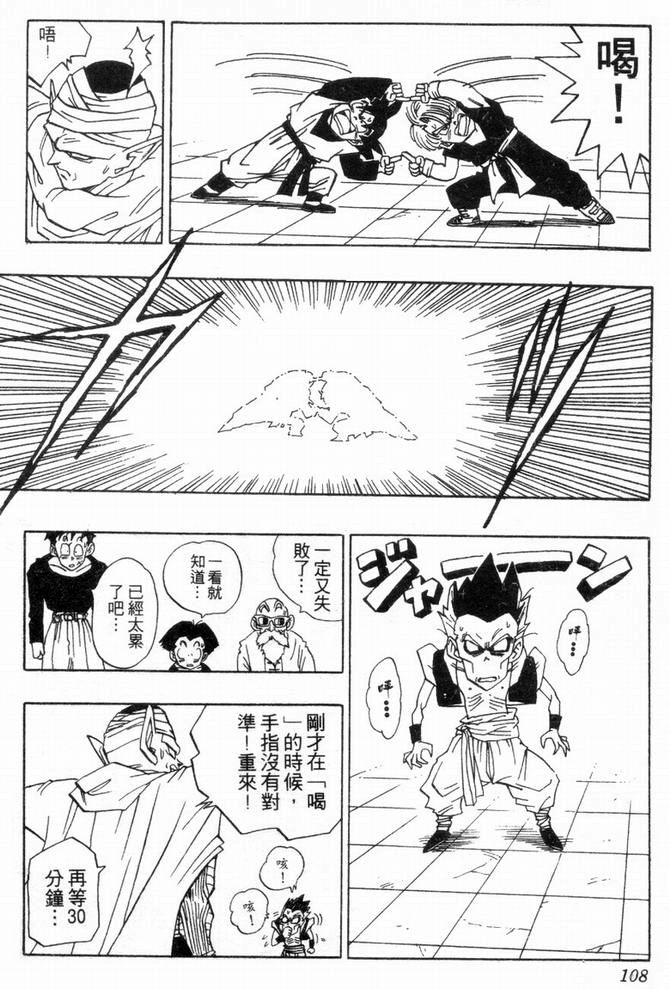 喝！
唔！
ジャーーン
呼…
呼…
一定又失
敗了…
一看就
知道…
已經太累
了吧…
剛才在「喝
」的時候，
手指沒有對
準！重來！
咳！
咳！
再等30
分鐘…
108